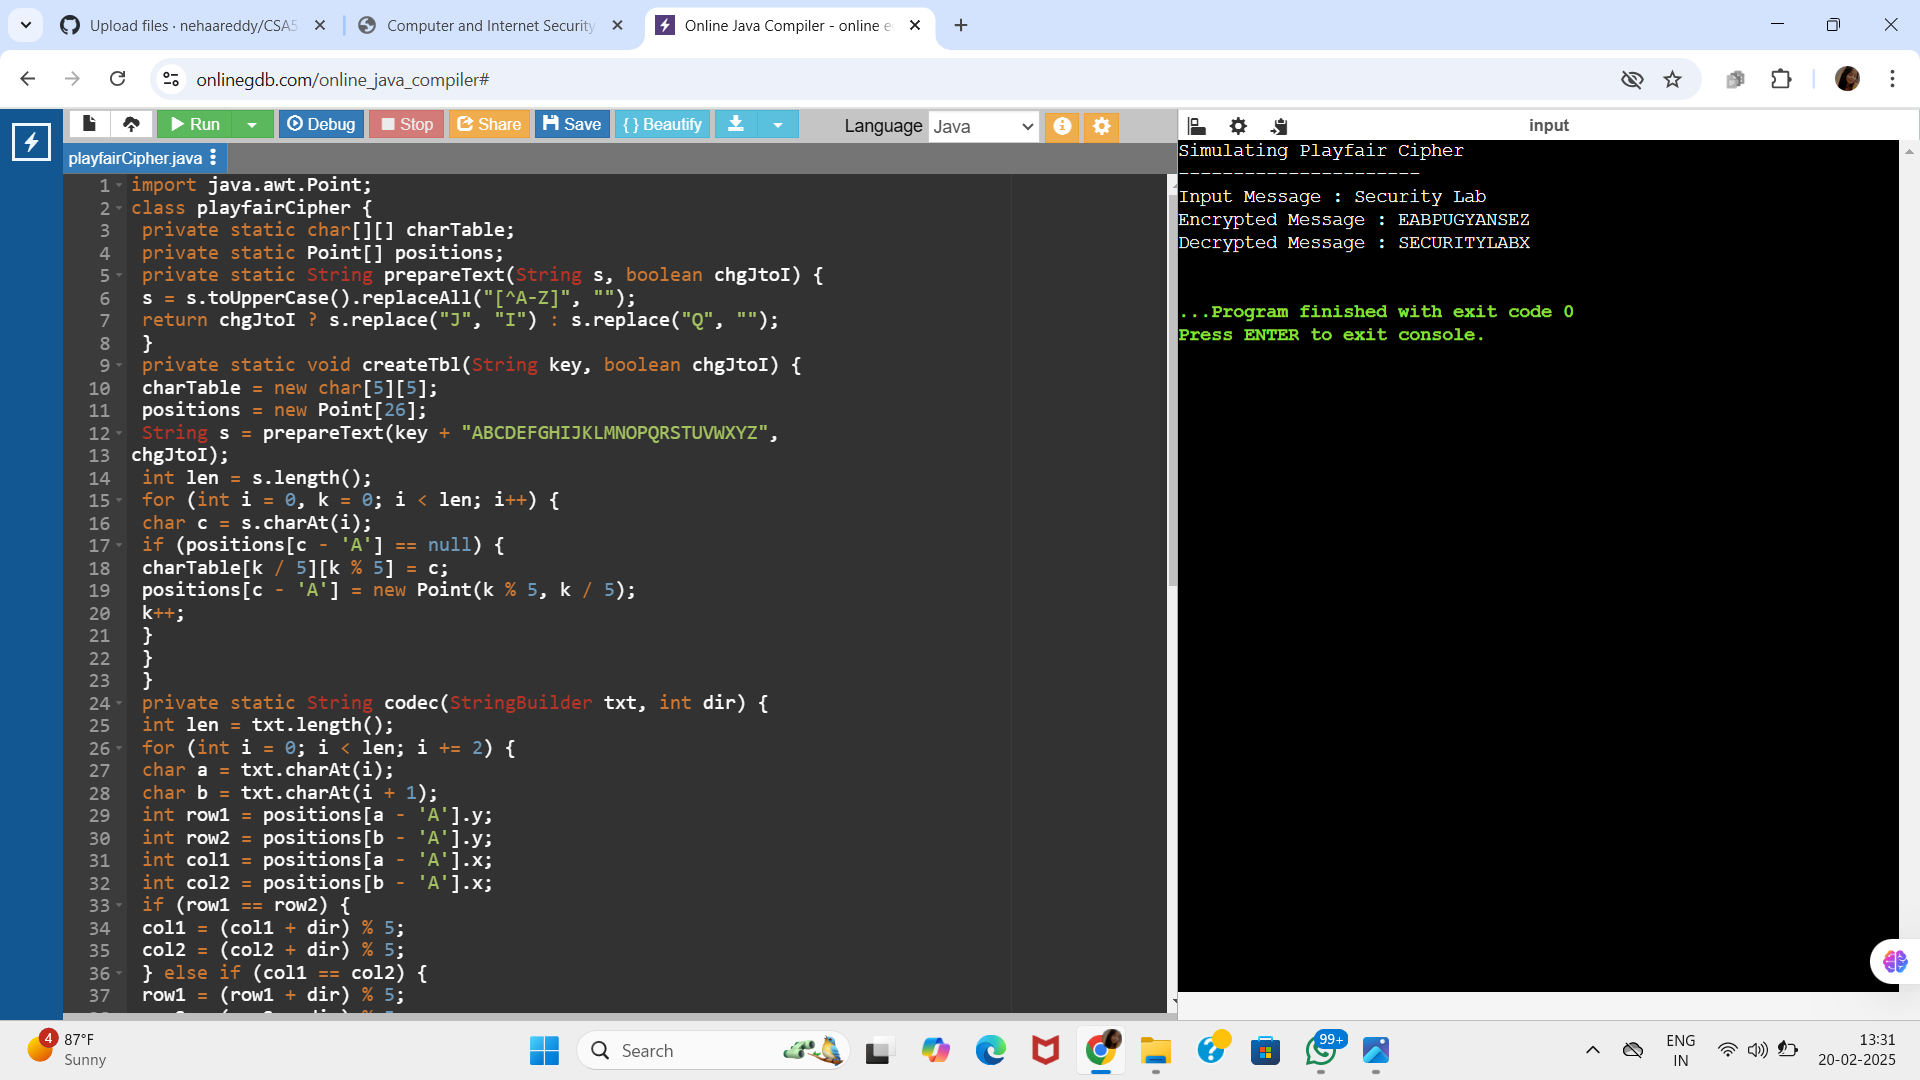 Upload files · nehaareddy/CSA5
Computer and Internet Security
Online Java Compiler - online e
onlinegdb.com/online_java_compiler#
Run
Debug
Stop
Share
Save
{ } Beautify
Language
Java
input
playfairCipher.java
1 import java.awt.Point;
2 class playfairCipher {
3 private static char[][] charTable;
4 private static Point[] positions;
5 private static String prepareText(String s, boolean chgJtoI) {
6 s = s.toUpperCase().replaceAll("[^A-Z]", "");
7 return chgJtoI ? s.replace("J", "I") : s.replace("Q", "");
8 }
9 private static void createTbl(String key, boolean chgJtoI) {
10 charTable = new char[5][5];
11 positions = new Point[26];
12 String s = prepareText(key + "ABCDEFGHIJKLMNOPQRSTUVWXYZ",
13 chgJtoI);
14 int len = s.length();
15 for (int i = 0, k = 0; i < len; i++) {
16 char c = s.charAt(i);
17 if (positions[c - 'A'] == null) {
18 charTable[k / 5][k % 5] = c;
19 positions[c - 'A'] = new Point(k % 5, k / 5);
20 k++;
21 }
22 }
23 }
24 private static String codec(StringBuilder txt, int dir) {
25 int len = txt.length();
26 for (int i = 0; i < len; i += 2) {
27 char a = txt.charAt(i);
28 char b = txt.charAt(i + 1);
29 int row1 = positions[a - 'A'].y;
30 int row2 = positions[b - 'A'].y;
31 int col1 = positions[a - 'A'].x;
32 int col2 = positions[b - 'A'].x;
33 if (row1 == row2) {
34 col1 = (col1 + dir) % 5;
35 col2 = (col2 + dir) % 5;
36 } else if (col1 == col2) {
37 row1 = (row1 + dir) % 5;
Simulating Playfair Cipher
----------------------
Input Message : Security Lab
Encrypted Message : EABPUGYANSEZ
Decrypted Message : SECURITYLABX
...Program finished with exit code 0
Press ENTER to exit console.
4
87°F
Sunny
Search
99+
ENG
IN
13:31
20-02-2025